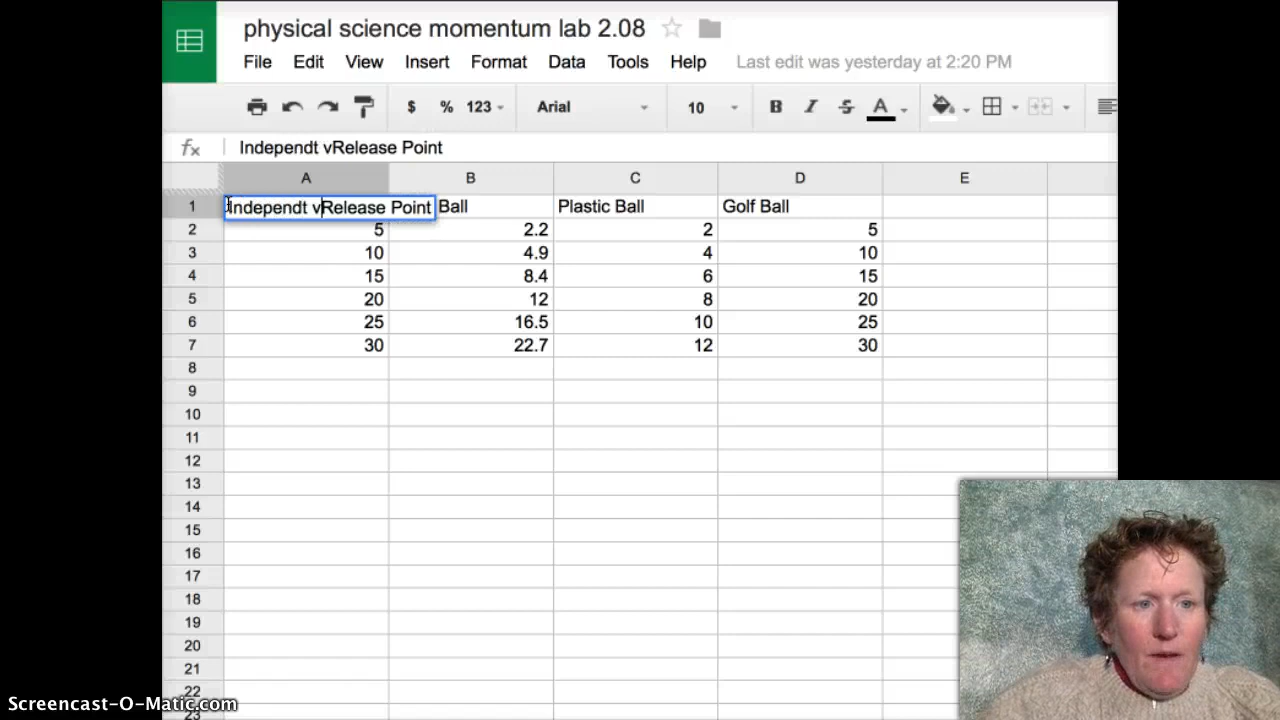 physical science momentum lab 2.08
File Edit View Insert Format Data Tools Help Last edit was yesterday at 2:20 PM
$ % 123 Arial 10 B I S A
fx Independt vRelease Point
A B C D E
1 Independt vRelease Point Ball Plastic Ball Golf Ball
2 5 2.2 2 5
3 10 4.9 4 10
4 15 8.4 6 15
5 20 12 8 20
6 25 16.5 10 25
7 30 22.7 12 30
8
9
10
11
12
13
14
15
16
17
18
19
20
21
22
23
Screencast-O-Matic.com